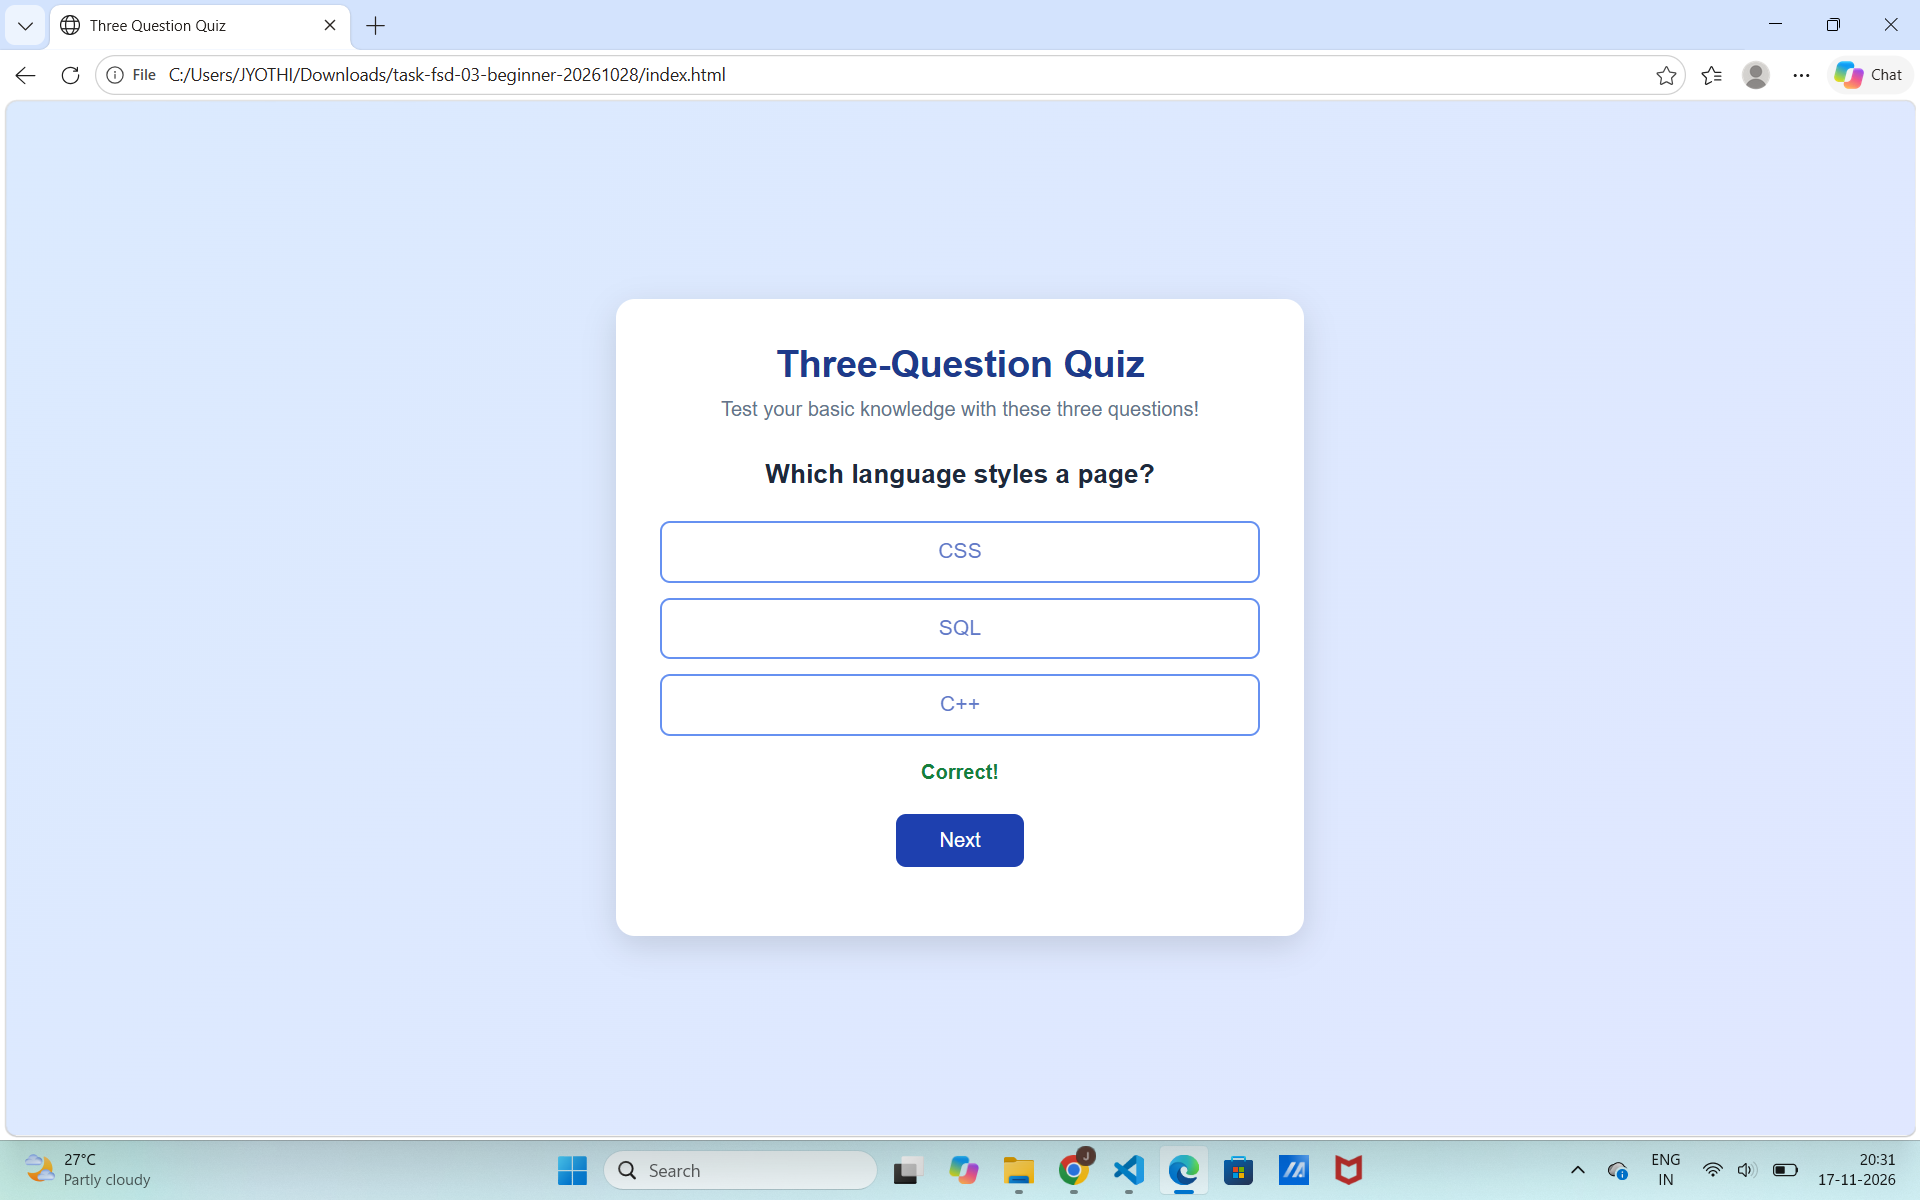 Three Question Quiz
File C:/Users/JYOTHI/Downloads/task-fsd-03-beginner-20261028/index.html
Chat
Three-Question Quiz
Test your basic knowledge with these three questions!
Which language styles a page?
CSS
SQL
C++
Correct!
Next
27°C
Partly cloudy
Search
J
ENG
IN
20:31
17-11-2026